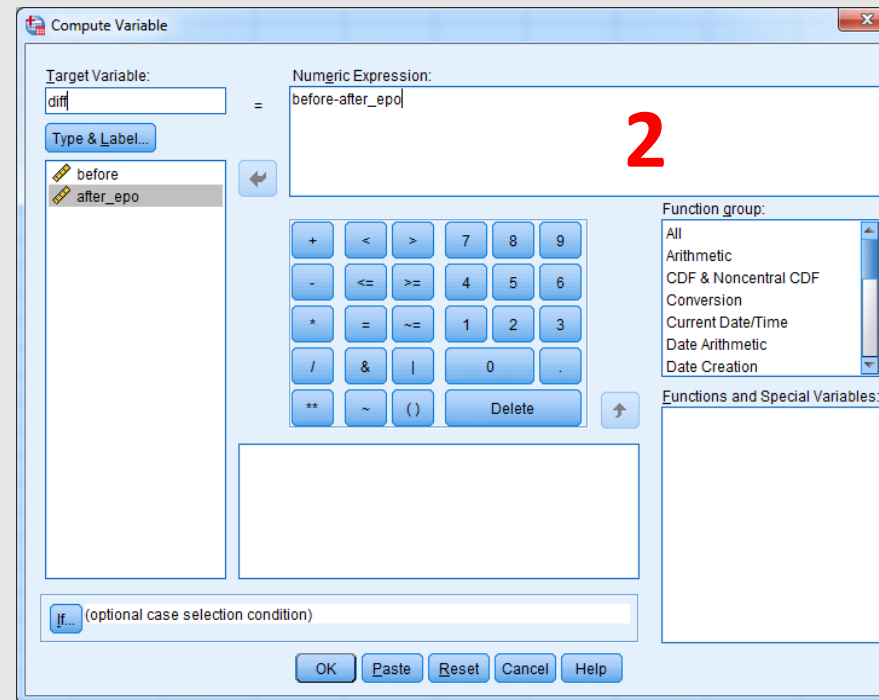 Compute Variable
Target Variable:
diff
=
Numeric Expression:
before-after_epo
2
Type & Label...
before
after_epo
+ < > 7 8 9
- <= >= 4 5 6
* = ~= 1 2 3
/ & | 0 .
** ~ ( ) Delete
Function group:
All
Arithmetic
CDF & Noncentral CDF
Conversion
Current Date/Time
Date Arithmetic
Date Creation
Functions and Special Variables:
If... (optional case selection condition)
OK Paste Reset Cancel Help